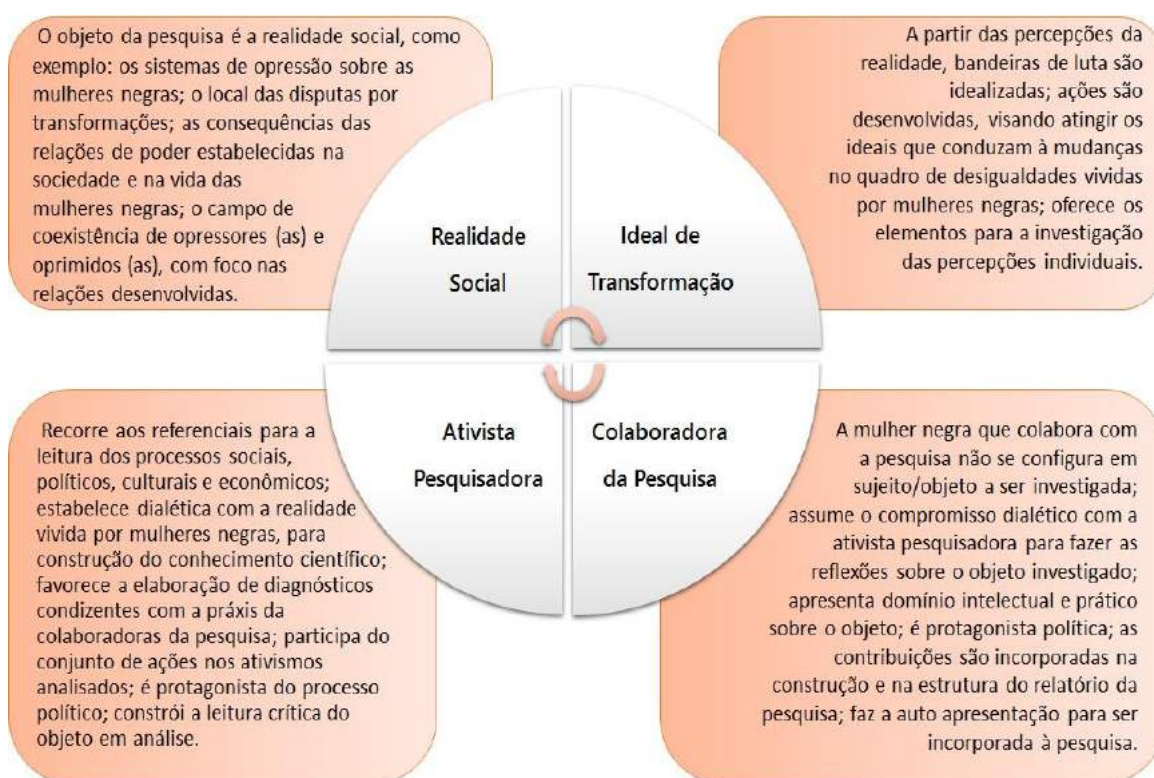 O objeto da pesquisa é a realidade social, como
exemplo: os sistemas de opressão sobre as
mulheres negras; o local das disputas por
transformações; as consequências das
relações de poder estabelecidas na
sociedade e na vida das
mulheres negras; o campo de
coexistência de opressores (as) e
oprimidos (as), com foco nas
relações desenvolvidas.
A partir das percepções da
realidade, bandeiras de luta são
idealizadas; ações são
desenvolvidas, visando atingir os
ideais que conduzam à mudanças
no quadro de desigualdades vividas
por mulheres negras; oferece os
elementos para a investigação
das percepções individuais.
Realidade
Social
Ideal de
Transformação
Ativista
Pesquisadora
Colaboradora
da Pesquisa
Recorre aos referenciais para a
leitura dos processos sociais,
políticos, culturais e econômicos;
estabelece dialética com a realidade
vivida por mulheres negras, para
construção do conhecimento científico;
favorece a elaboração de diagnósticos
condizentes com a práxis da
colaboradoras da pesquisa; participa do
conjunto de ações nos ativismos
analisados; é protagonista do processo
político; constrói a leitura crítica do
objeto em análise.
A mulher negra que colabora com
a pesquisa não se configura em
sujeito/objeto a ser investigada;
assume o compromisso dialético com a
ativista pesquisadora para fazer as
reflexões sobre o objeto investigado;
apresenta domínio intelectual e prático
sobre o objeto; é protagonista política; as
contribuições são incorporadas na
construção e na estrutura do relatório da
pesquisa; faz a auto apresentação para ser
incorporada à pesquisa.